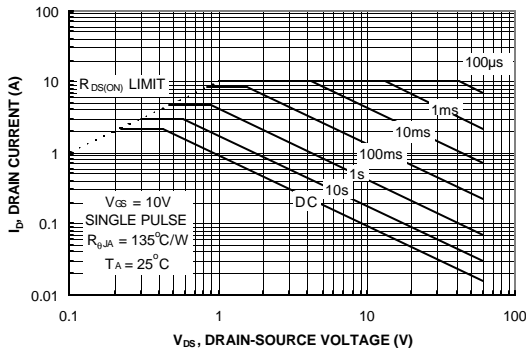 100
10
1
0.1
0.01
I_D, DRAIN CURRENT (A)
R_DS(ON) LIMIT
100µs
1ms
10ms
100ms
1s
10s
DC
V_GS = 10V
SINGLE PULSE
R_θJA = 135°C/W
T_A = 25°C
0.1
1
10
100
V_DS, DRAIN-SOURCE VOLTAGE (V)